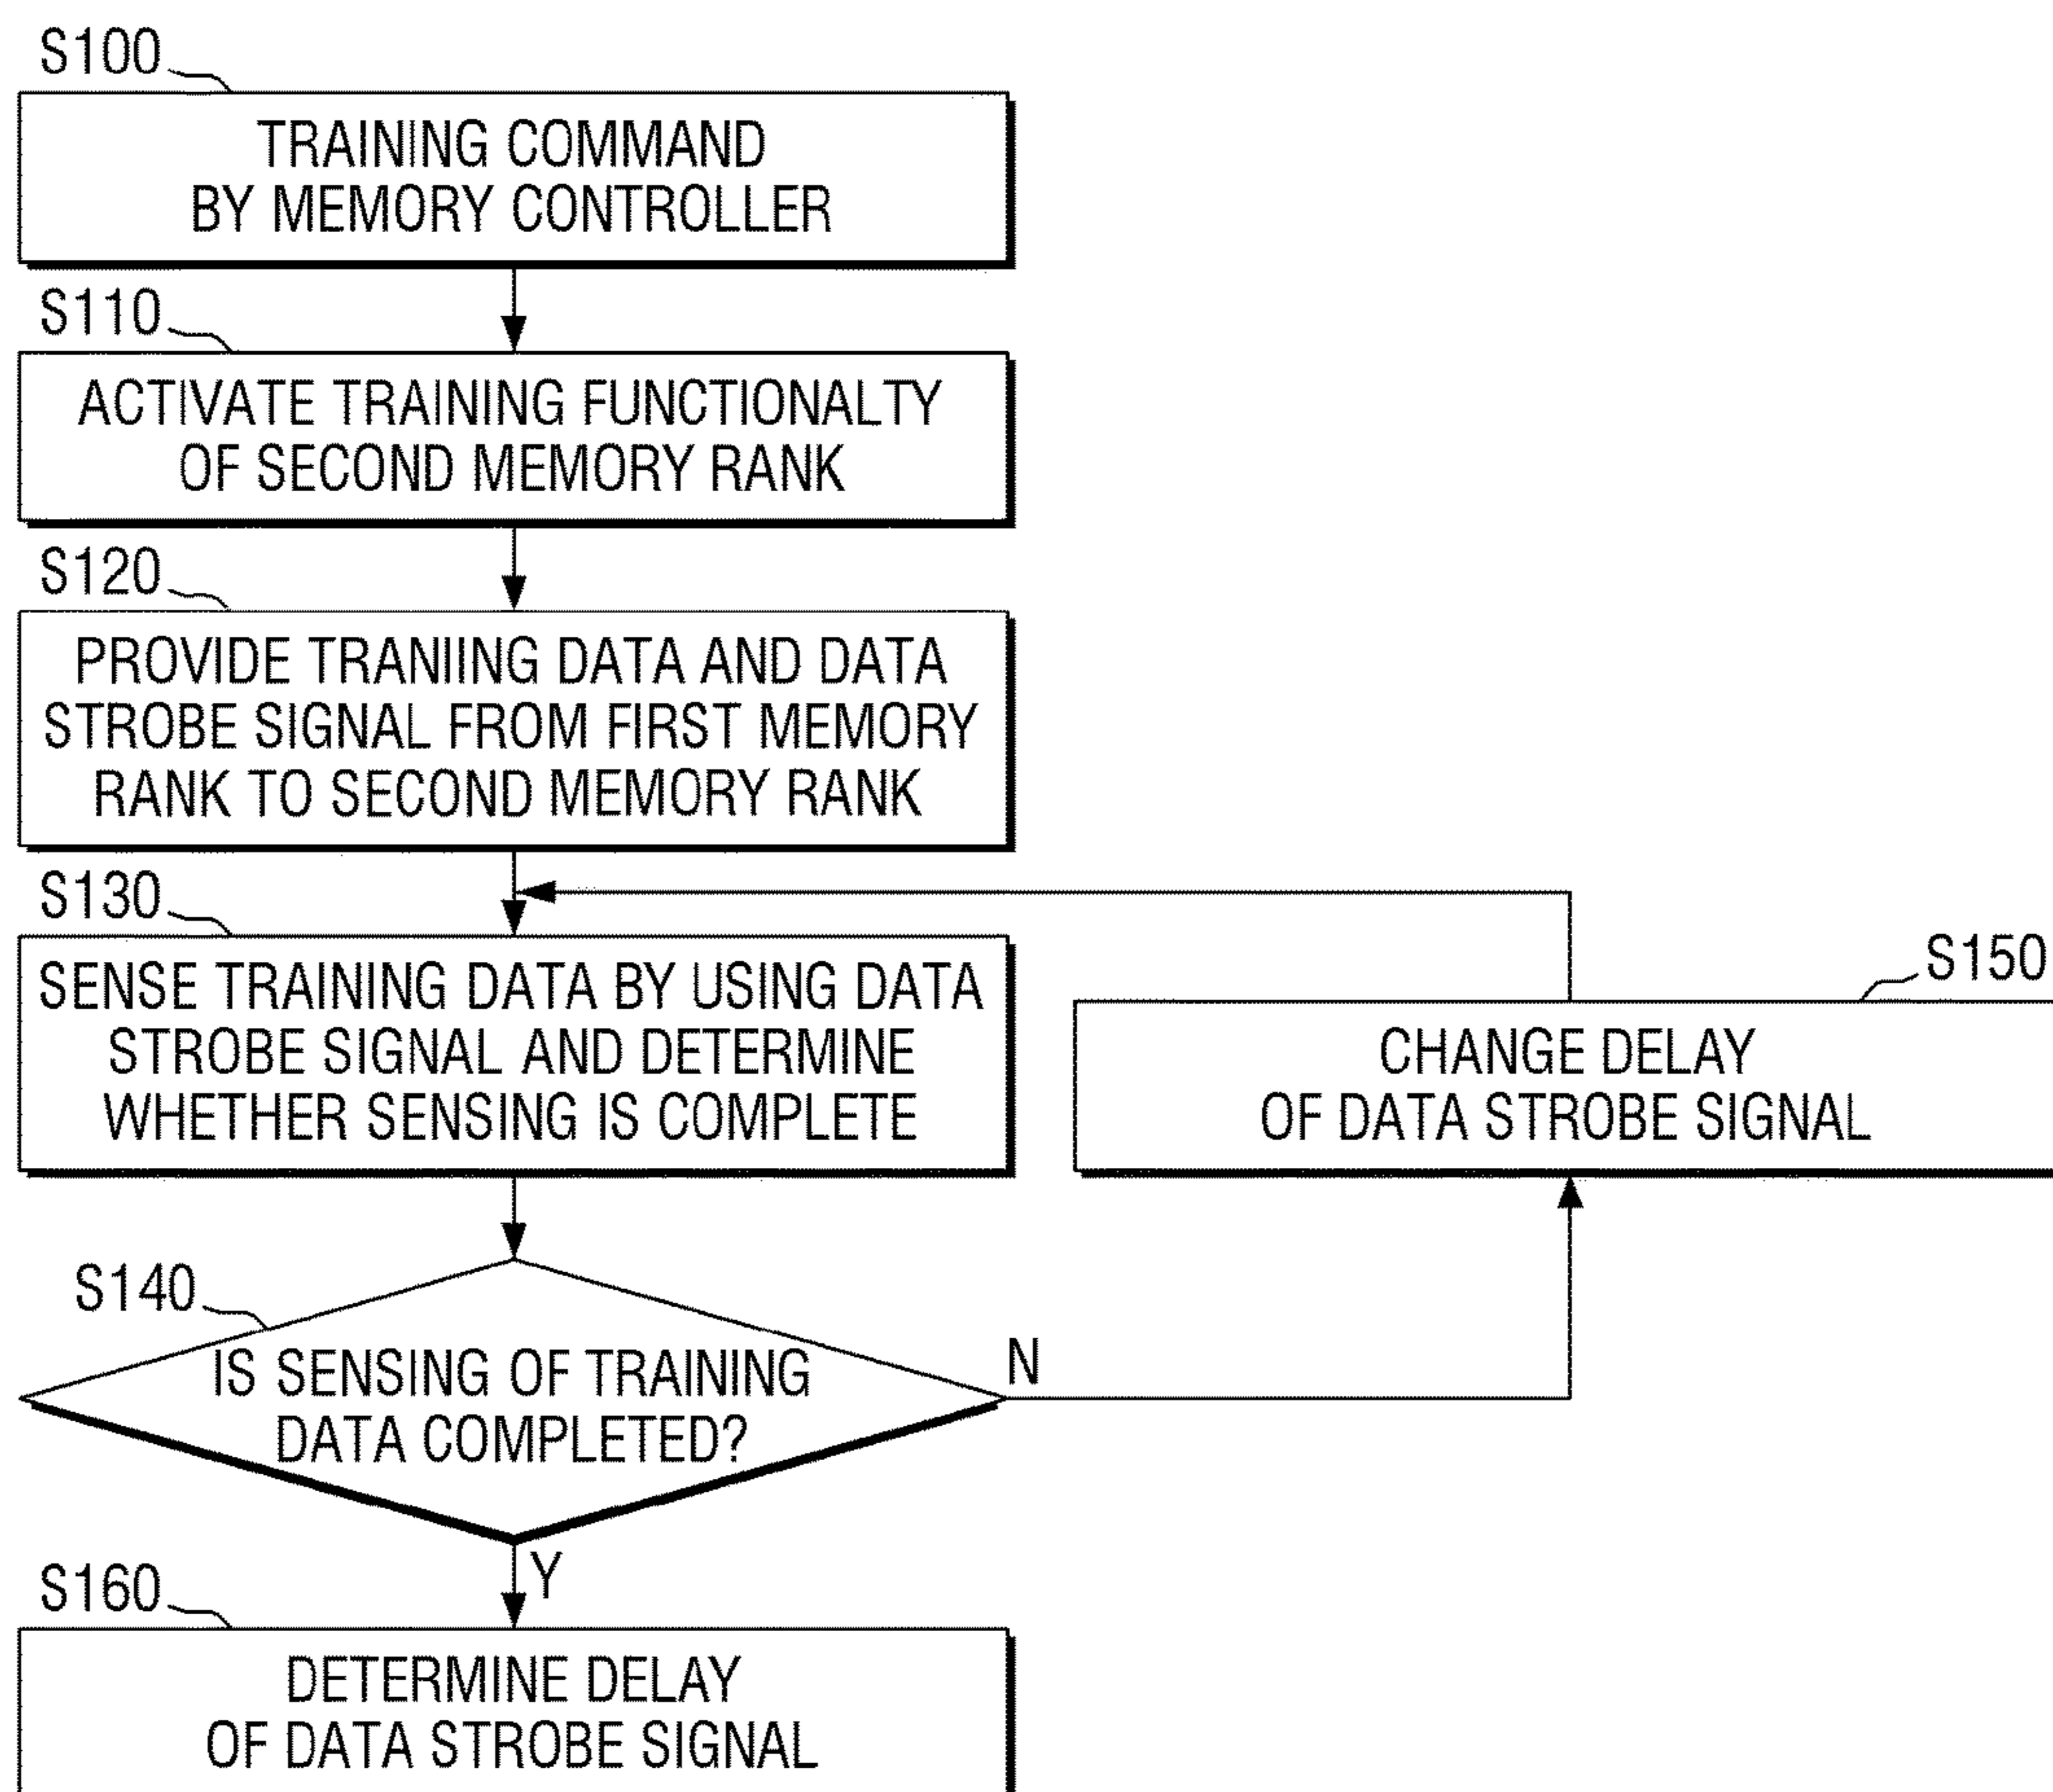 S100
TRAINING COMMAND
BY MEMORY CONTROLLER
S110
ACTIVATE TRAINING FUNCTIONALTY
OF SECOND MEMORY RANK
S120
PROVIDE TRANIING DATA AND DATA
STROBE SIGNAL FROM FIRST MEMORY
RANK TO SECOND MEMORY RANK
S130
SENSE TRAINING DATA BY USING DATA
STROBE SIGNAL AND DETERMINE
WHETHER SENSING IS COMPLETE
S150
CHANGE DELAY
OF DATA STROBE SIGNAL
S140
IS SENSING OF TRAINING
DATA COMPLETED?
N
Y
S160
DETERMINE DELAY
OF DATA STROBE SIGNAL